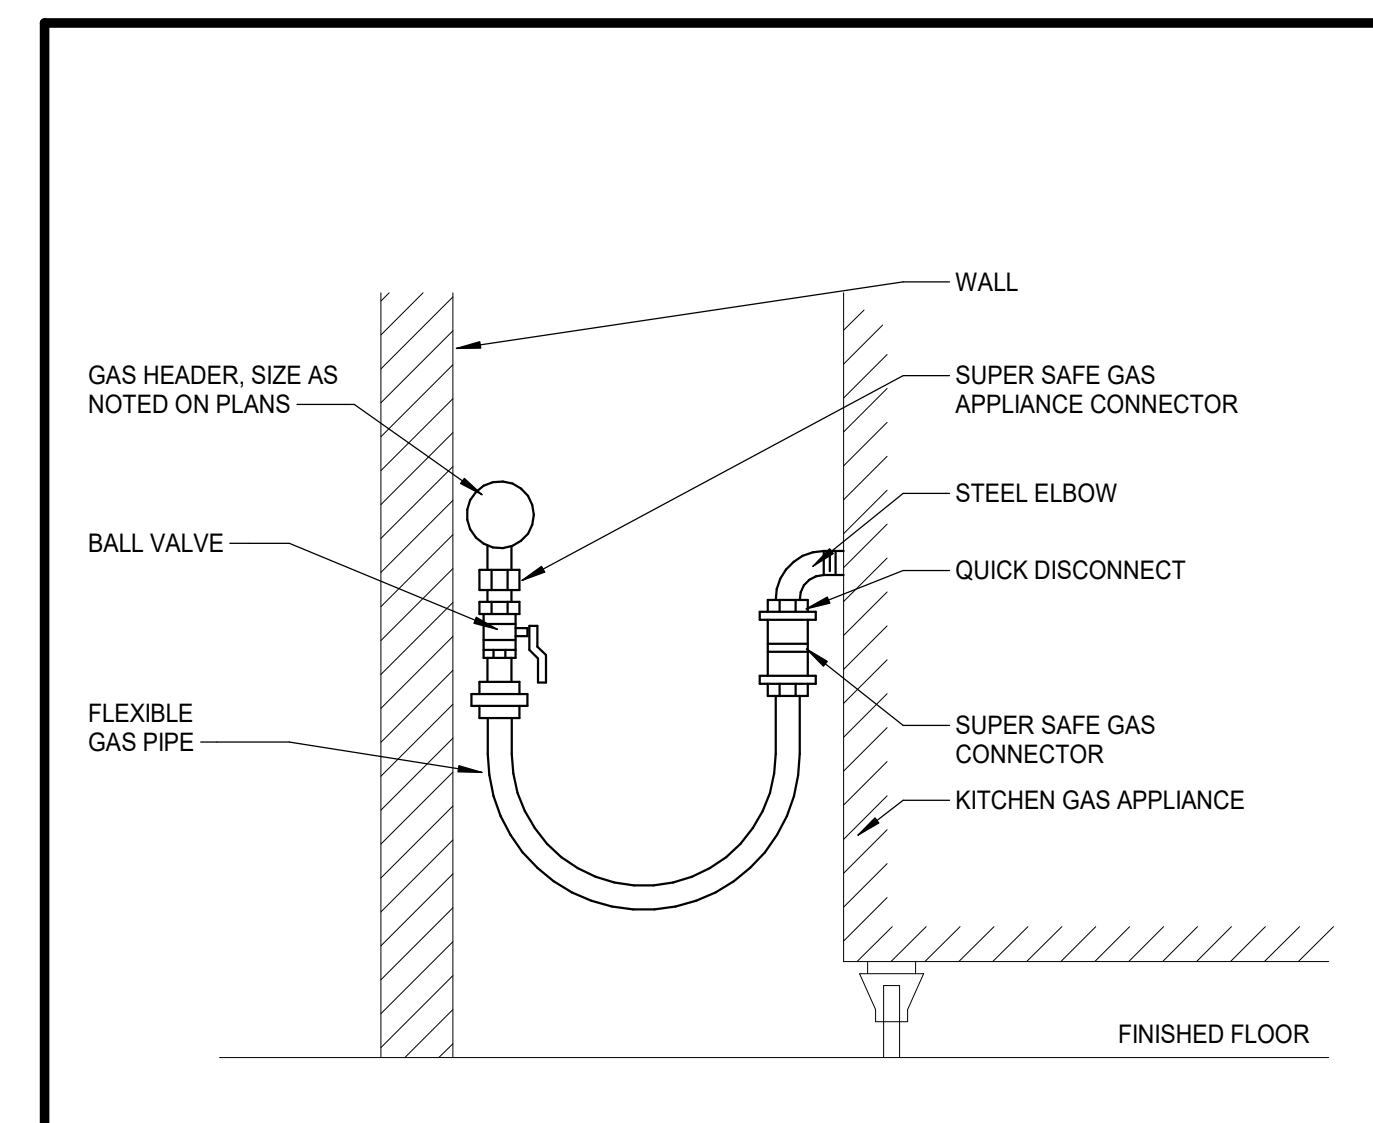 WALL
GAS HEADER, SIZE AS
NOTED ON PLANS
SUPER SAFE GAS
APPLIANCE CONNECTOR
STEEL ELBOW
BALL VALVE
QUICK DISCONNECT
FLEXIBLE
GAS PIPE
SUPER SAFE GAS
CONNECTOR
KITCHEN GAS APPLIANCE
FINISHED FLOOR